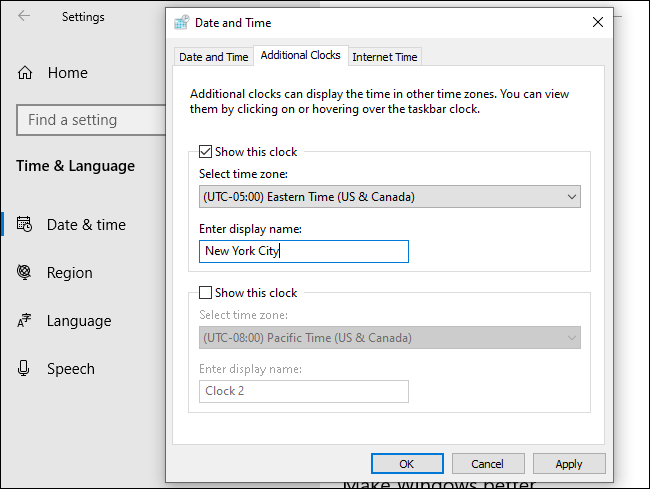 Settings
Home
Find a setting
Time & Language
Date & time
Region
Language
Speech
Date and Time
Date and Time
Additional Clocks
Internet Time
Additional clocks can display the time in other time zones. You can view
them by clicking on or hovering over the taskbar clock.
Show this clock
Select time zone:
(UTC-05:00) Eastern Time (US & Canada)
Enter display name:
New York City
Show this clock
Select time zone:
(UTC-08:00) Pacific Time (US & Canada)
Enter display name:
Clock 2
OK
Cancel
Apply
Make Windows better